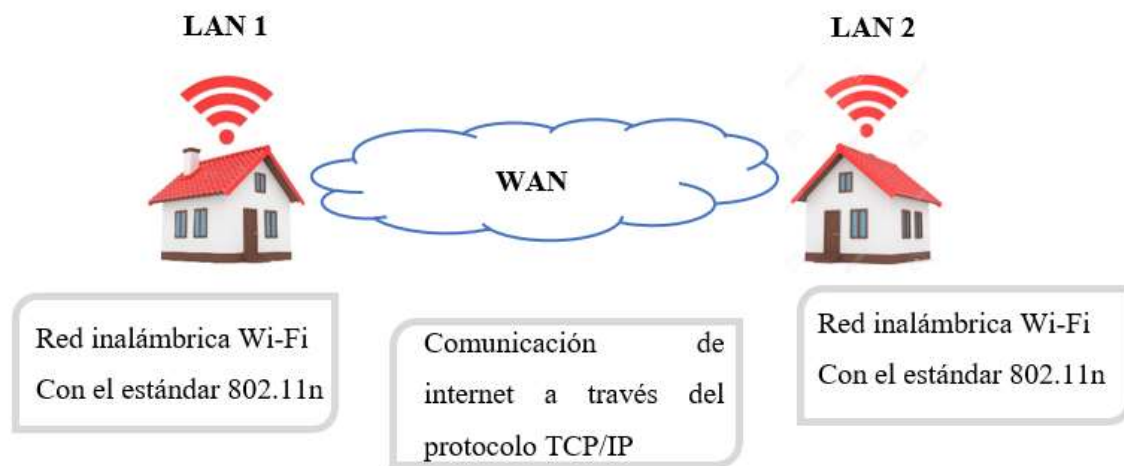 LAN 1
LAN 2
WAN
Red inalámbrica Wi-Fi
Con el estándar 802.11n
Comunicación de
internet a través del
protocolo TCP/IP
Red inalámbrica Wi-Fi
Con el estándar 802.11n